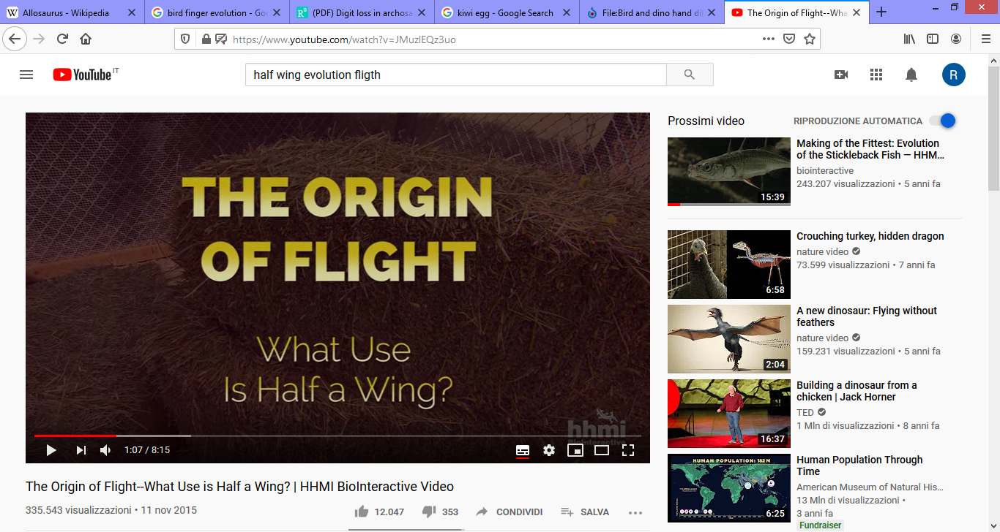 Allosaurus - Wikipedia
bird finger evolution - Goo
(PDF) Digit loss in archosa
kiwi egg - Google Search
File:Bird and dino hand dif
The Origin of Flight--Wha
https://www.youtube.com/watch?v=JMuzlEQz3uo
YouTube IT
half wing evolution fligth
R
THE ORIGIN
OF FLIGHT
What Use
Is Half a Wing?
hhmi
BioInteractive
1:07 / 8:15
The Origin of Flight--What Use is Half a Wing? | HHMI BioInteractive Video
335.543 visualizzazioni • 11 nov 2015
12.047
353
CONDIVIDI
SALVA
Prossimi video
RIPRODUZIONE AUTOMATICA
15:39
Making of the Fittest: Evolution
of the Stickleback Fish — HHM...
biointeractive
243.207 visualizzazioni • 5 anni fa
6:58
Crouching turkey, hidden dragon
nature video
73.599 visualizzazioni • 7 anni fa
2:04
A new dinosaur: Flying without
feathers
nature video
159.231 visualizzazioni • 5 anni fa
16:37
Building a dinosaur from a
chicken | Jack Horner
TED
1 Mln di visualizzazioni • 8 anni fa
HUMAN POPULATION: 182 M
6:25
Human Population Through
Time
American Museum of Natural His...
13 Mln di visualizzazioni •
3 anni fa
Fundraiser